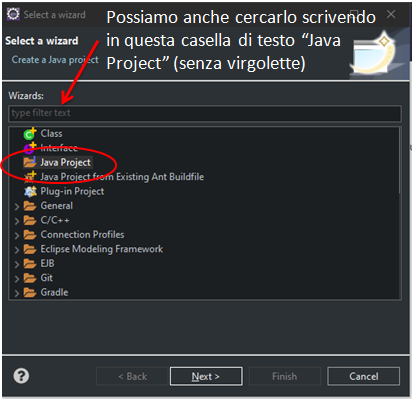 Select a wizard
Possiamo anche cercarlo scrivendo
in questa casella di testo “Java
Project” (senza virgolette)
Select a wizard
Create a Java project
Wizards:
type filter text
Class
Interface
Java Project
Java Project from Existing Ant Buildfile
Plug-in Project
General
C/C++
Connection Profiles
Eclipse Modeling Framework
EJB
Git
Gradle
?
< Back
Next >
Finish
Cancel